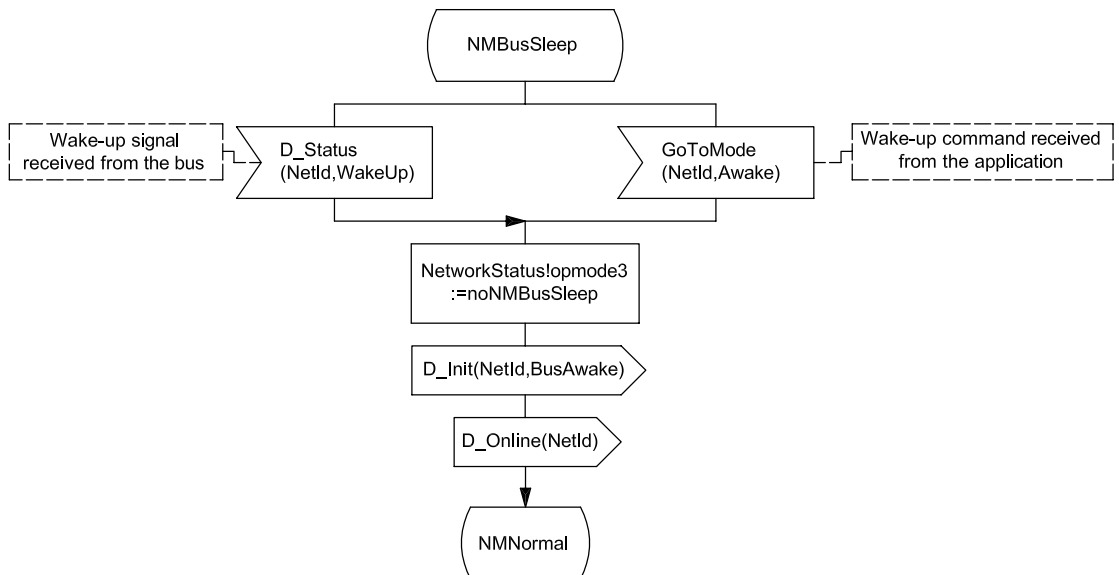 NMBusSleep
Wake-up signal
received from the bus
D_Status
(NetId,WakeUp)
GoToMode
(NetId,Awake)
Wake-up command received
from the application
NetworkStatus!opmode3
:=noNMBusSleep
D_Init(NetId,BusAwake)
D_Online(NetId)
NMNormal